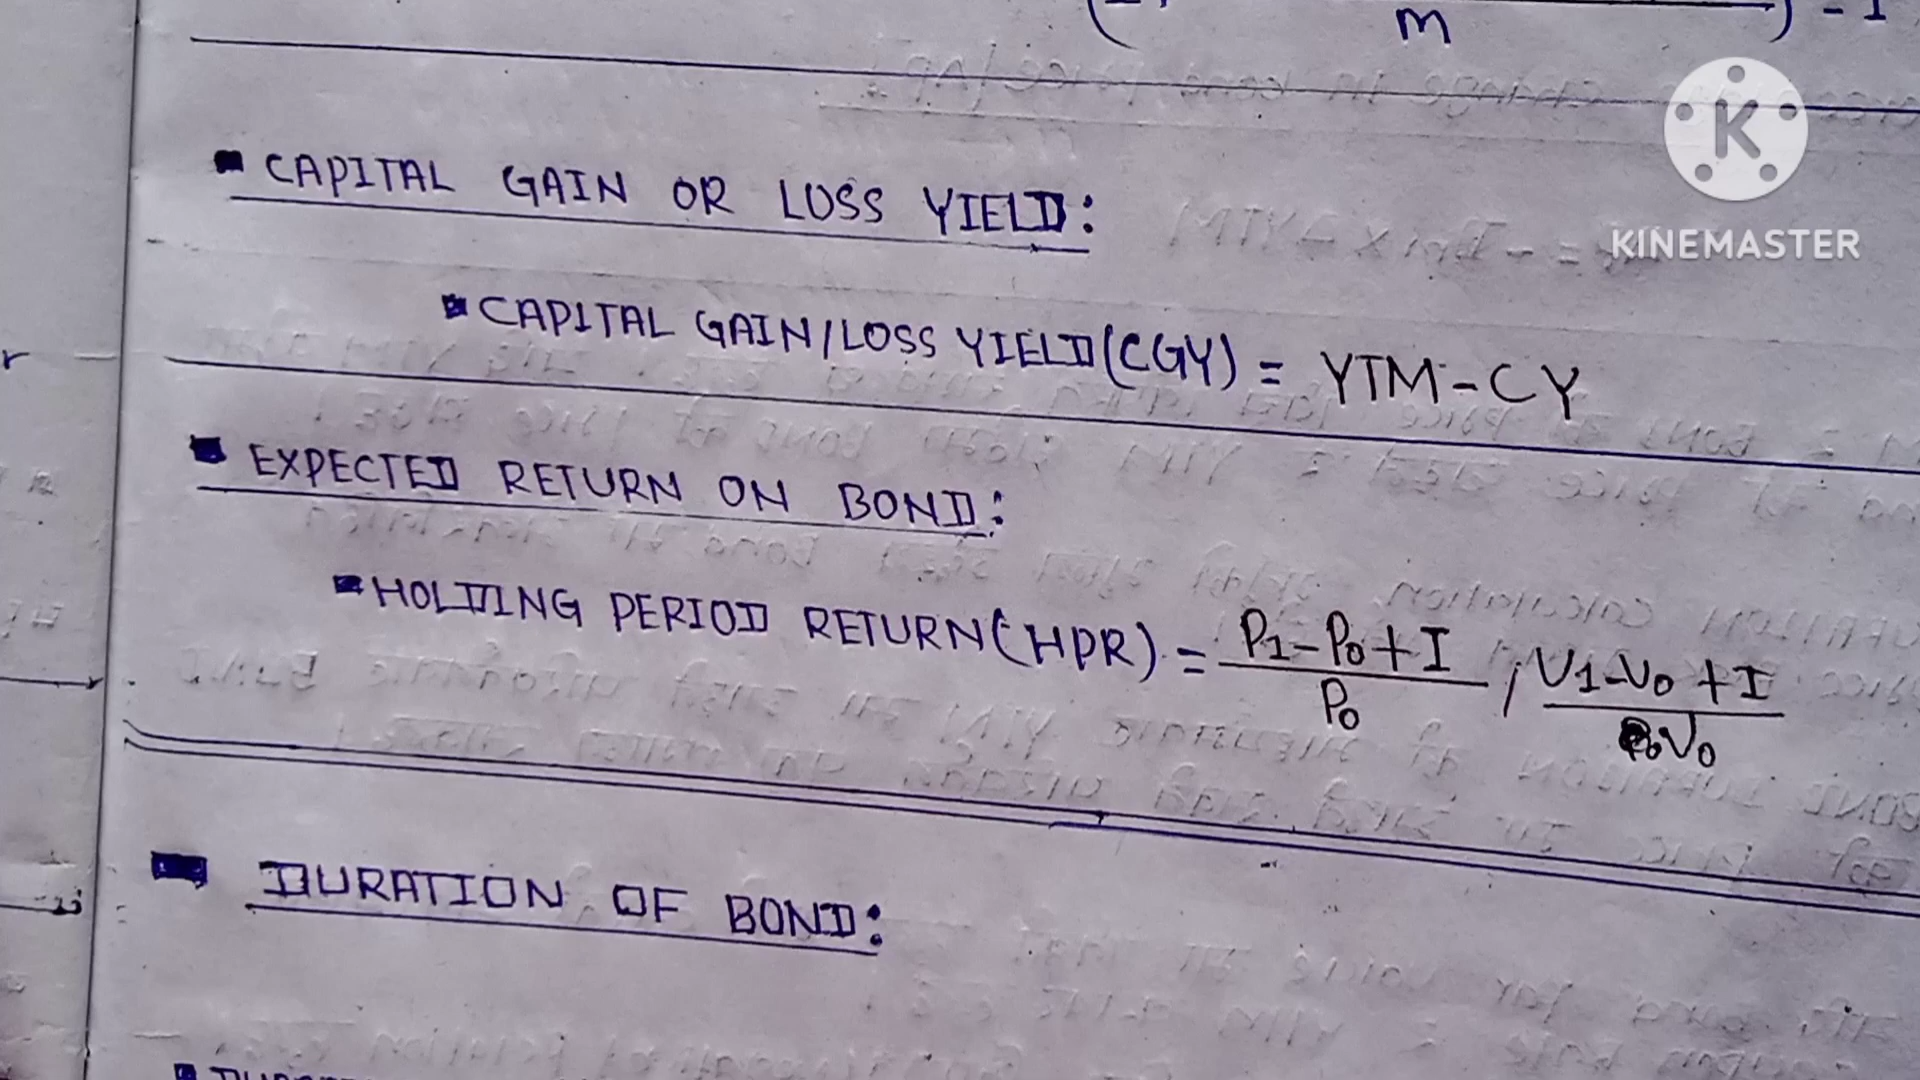 m ) - 1
▪ CAPITAL GAIN OR LOSS YIELD:
KINEMASTER
▪ CAPITAL GAIN/LOSS YIELD(CGY) = YTM-CY
▪ EXPECTED RETURN ON BOND:
▪ HOLDING PERIOD RETURN(HPR) = P1-P0+I / P0 , V1-V0+I / V0
▪ DURATION OF BOND: